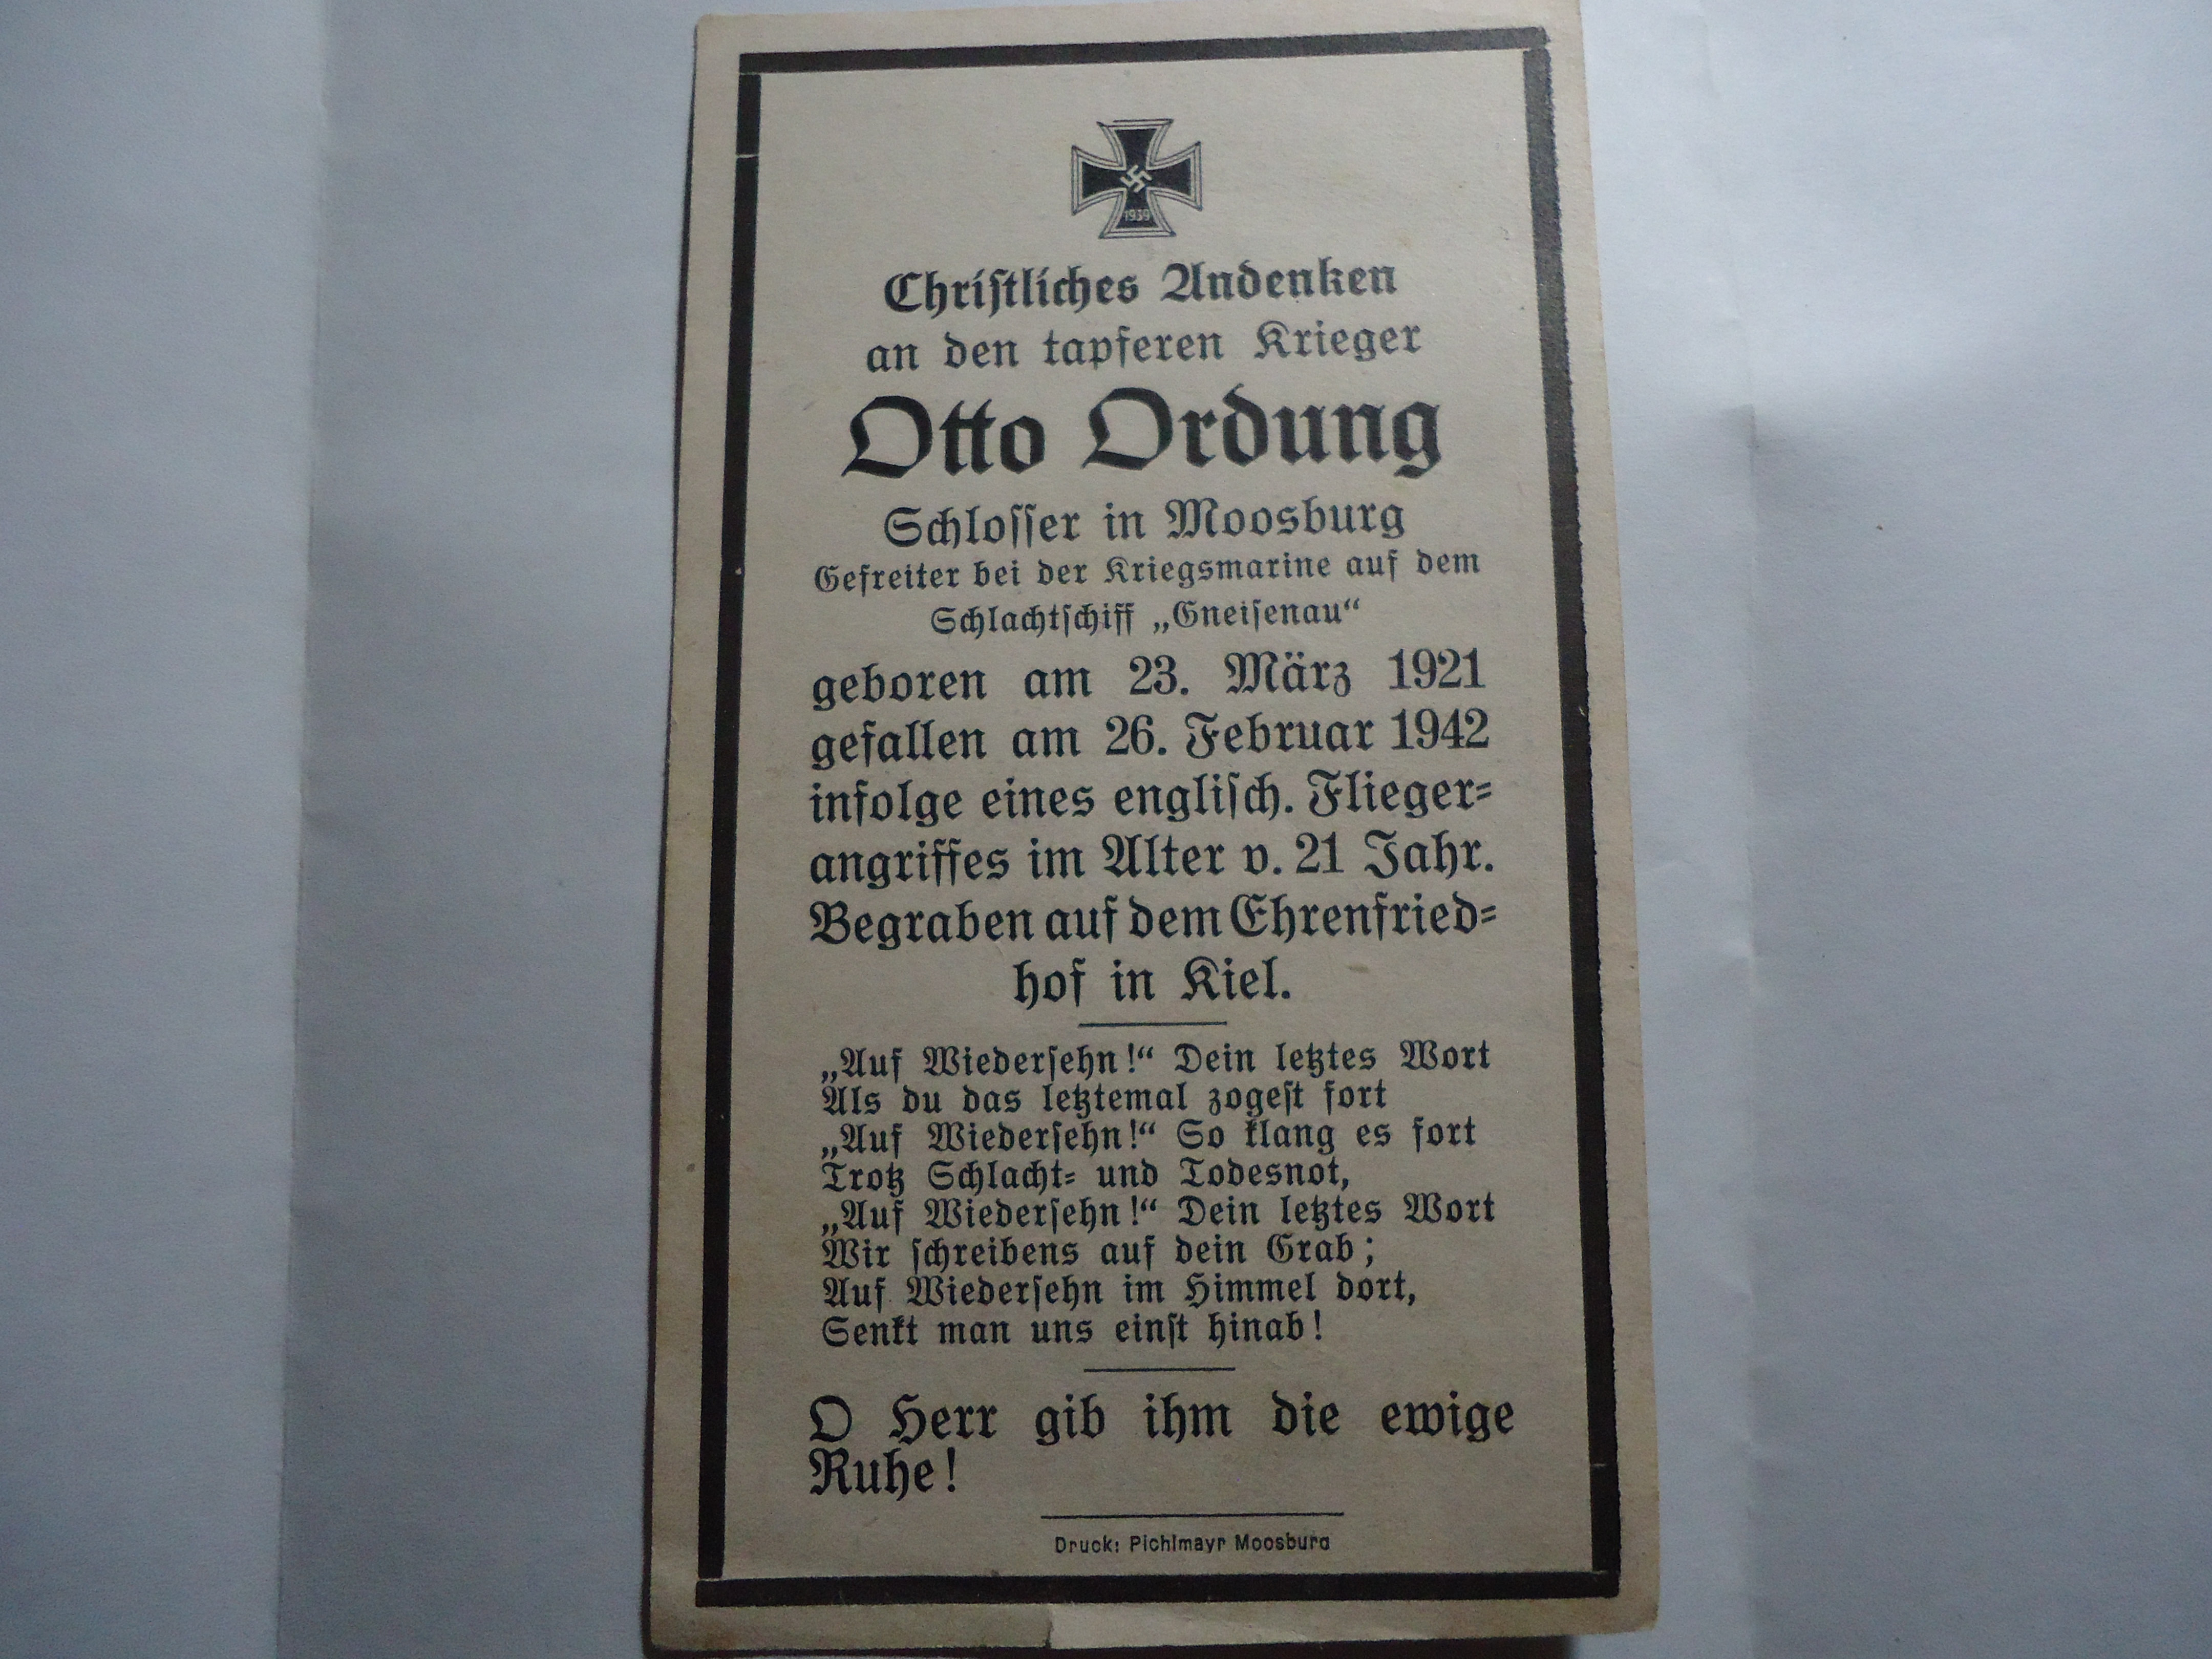 1939
Christliches Andenken
an den tapferen Krieger
Otto Ordung
Schlosser in Moosburg
Gefreiter bei der Kriegsmarine auf dem
Schlachtschiff „Gneisenau“
geboren am 23. März 1921
gefallen am 26. Februar 1942
infolge eines englisch. Flieger-
angriffes im Alter v. 21 Jahr.
Begraben auf dem Ehrenfried-
hof in Kiel.
„Auf Wiedersehn!“ Dein letztes Wort
Als du das letztemal zogest fort
„Auf Wiedersehn!“ So klang es fort
Trotz Schlacht- und Todesnot,
„Auf Wiedersehn!“ Dein letztes Wort
Wir schreibens auf dein Grab;
Auf Wiedersehn im Himmel dort,
Senkt man uns einst hinab!
O Herr gib ihm die ewige
Ruhe!
Druck: Pichlmayr Moosburg